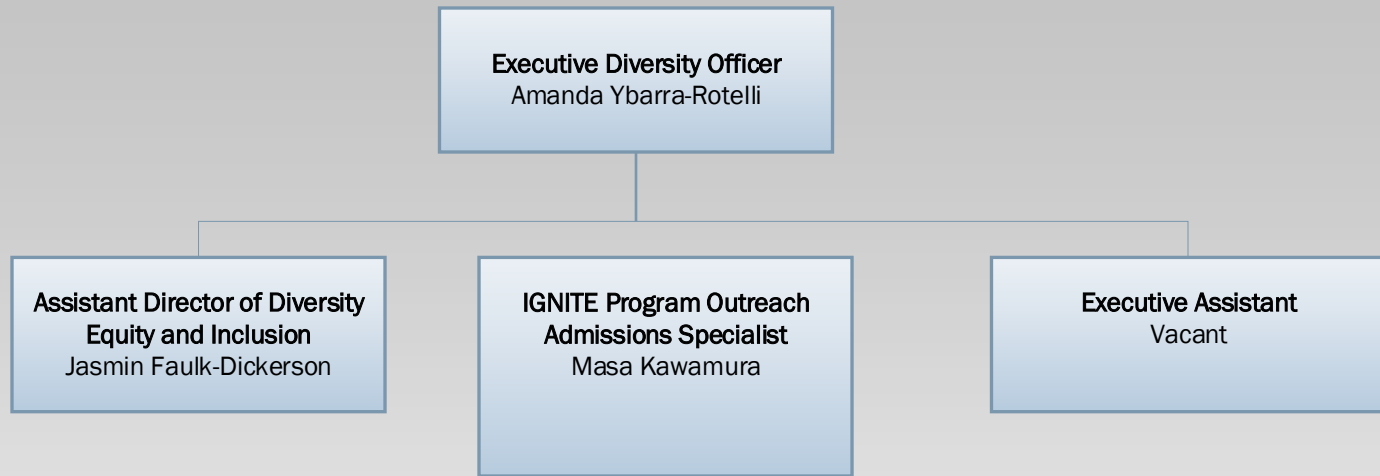 Executive Diversity Officer
Amanda Ybarra-Rotelli
Assistant Director of Diversity
Equity and Inclusion
Jasmin Faulk-Dickerson
IGNITE Program Outreach
Admissions Specialist
Masa Kawamura
Executive Assistant
Vacant